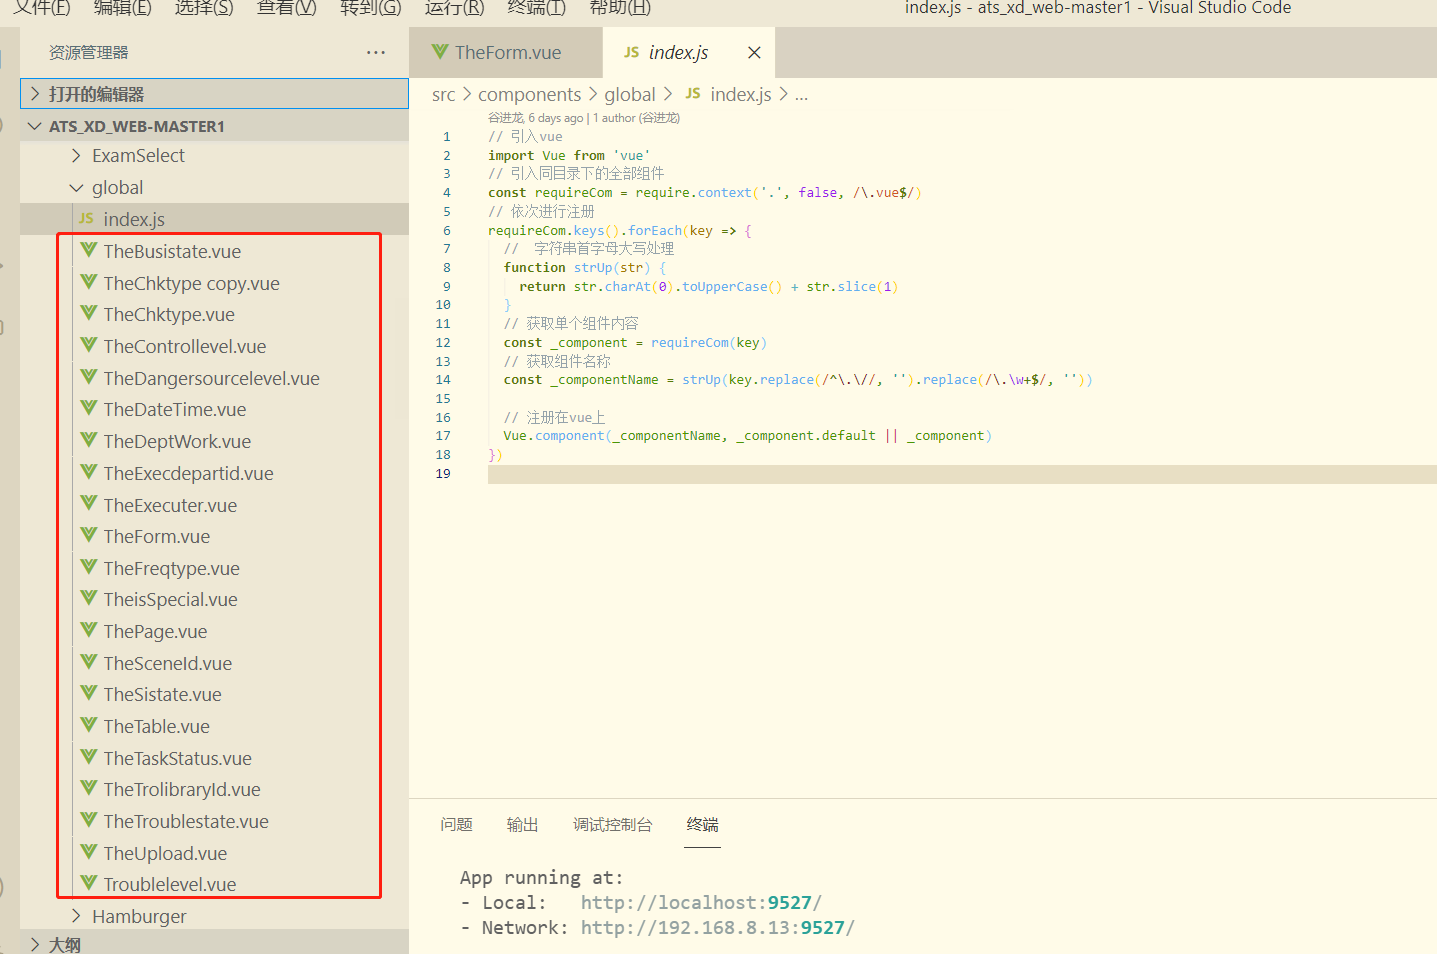 文件(F) 编辑(E) 选择(S) 查看(V) 转到(G) 运行(R) 终端(T) 帮助(H) index.js - ats_xd_web-master1 - Visual Studio Code
资源管理器 ···
TheForm.vue
JS index.js
打开的编辑器
ATS_XD_WEB-MASTER1
ExamSelect
global
JS index.js
TheBusistate.vue
TheChktype copy.vue
TheChktype.vue
TheControllevel.vue
TheDangersourcelevel.vue
TheDateTime.vue
TheDeptWork.vue
TheExecdepartid.vue
TheExecuter.vue
TheForm.vue
TheFreqtype.vue
TheisSpecial.vue
ThePage.vue
TheSceneId.vue
TheSistate.vue
TheTable.vue
TheTaskStatus.vue
TheTrolibraryId.vue
TheTroublestate.vue
TheUpload.vue
Troublelevel.vue
Hamburger
大纲
src > components > global > JS index.js > ...
谷进龙, 6 days ago | 1 author (谷进龙)
1 // 引入vue
2 import Vue from 'vue'
3 // 引入同目录下的全部组件
4 const requireCom = require.context('.', false, /\.vue$/)
5 // 依次进行注册
6 requireCom.keys().forEach(key => {
7 // 字符串首字母大写处理
8 function strUp(str) {
9 return str.charAt(0).toUpperCase() + str.slice(1)
10 }
11 // 获取单个组件内容
12 const _component = requireCom(key)
13 // 获取组件名称
14 const _componentName = strUp(key.replace(/^\.\//, '').replace(/\.\w+$/, ''))
15
16 // 注册在vue上
17 Vue.component(_componentName, _component.default || _component)
18 })
19
问题 输出 调试控制台 终端
App running at:
- Local: http://localhost:9527/
- Network: http://192.168.8.13:9527/